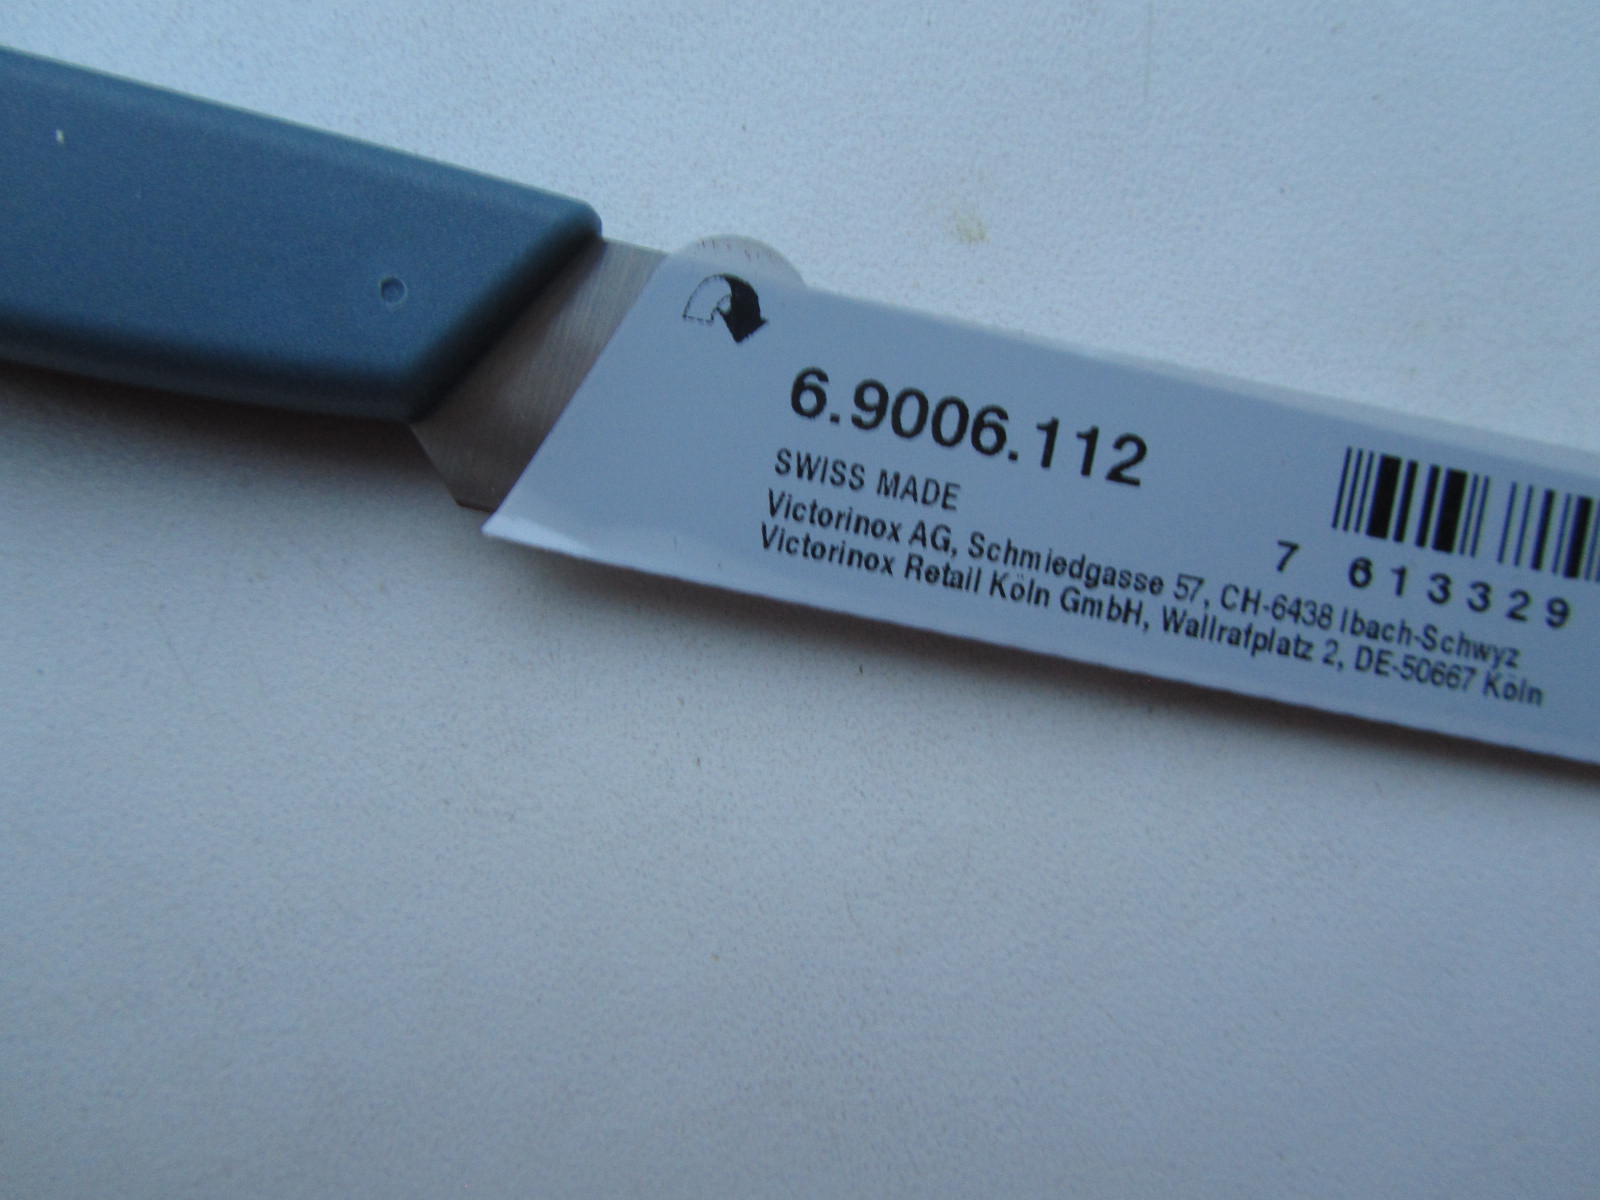 6.9006.112
SWISS MADE
Victorinox AG, Schmiedgasse 57, CH-6438 Ibach-Schwyz
Victorinox Retail Köln GmbH, Wallrafplatz 2, DE-50667 Köln
7 613329